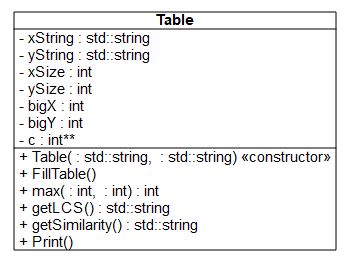 Table
- xString : std::string
- yString : std::string
- xSize : int
- ySize : int
- bigX : int
- bigY : int
- c : int**
+ Table( : std::string,  : std::string) «constructor»
+ FillTable()
+ max( : int,  : int) : int
+ getLCS() : std::string
+ getSimilarity() : std::string
+ Print()